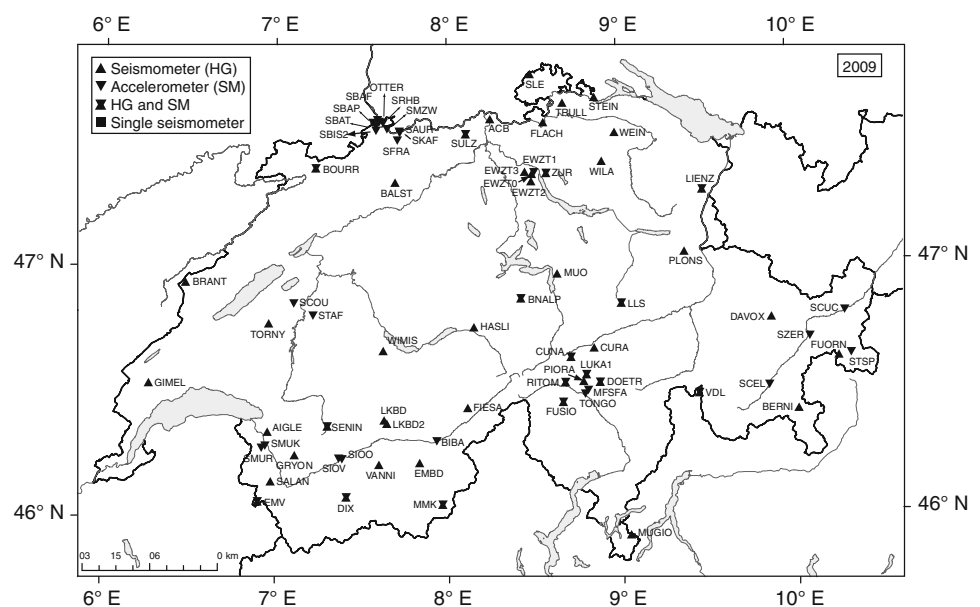 6° E 7° E 8° E 9° E 10° E
▲ Seismometer (HG)
▼ Accelerometer (SM)
HG and SM
■ Single seismometer
2009
SLE
OTTER
SBAF
SRHB
SBAP
SMZW
SBAT
SAUR
SBIS2
SKAF
SFRA
SULZ
ACB
TRULL
STEIN
FLACH
WEIN
BOURR
BALST
EWZT1
EWZT3
ZUR
EWZT0
EWZT2
WILA
LIENZ
47° N
47° N
PLONS
BRANT
MUO
SCOU
BNALP
LLS
STAF
DAVOX
SCUC
TORNY
HASLI
SZER
WIMIS
FUORN
CUNA
CURA
STSP
LUKA1
PIORA
GIMEL
RITOM
DOETR
SCEL
MFSFA
VDL
TONGO
FUSIO
BERNI
FIESA
LKBD
LKBD2
AIGLE
SENIN
SMUK
BIBA
SMUR
SIOO
GRYON
SIOV
VANNI
EMBD
SALAN
EMV
DIX
MMK
46° N
46° N
MUGIO
03 15 06 0 km
6° E 7° E 8° E 9° E 10° E